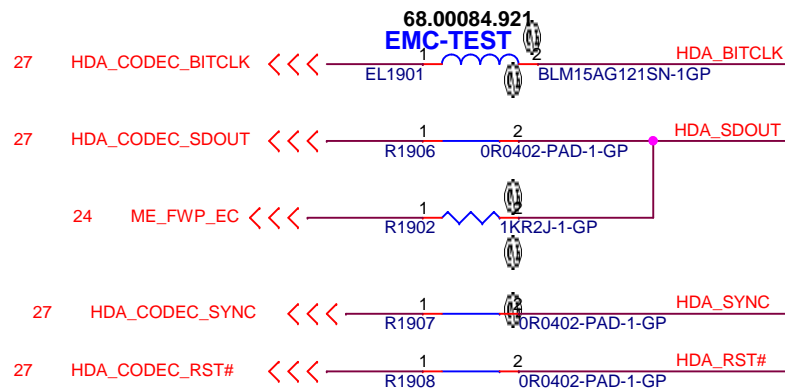 68.00084.921
EMC-TEST
27 HDA_CODEC_BITCLK 1 2 HDA_BITCLK
EL1901 BLM15AG121SN-1GP
27 HDA_CODEC_SDOUT 1 2 HDA_SDOUT
R1906 0R0402-PAD-1-GP
24 ME_FWP_EC 1 2
R1902 1KR2J-1-GP
27 HDA_CODEC_SYNC 1 HDA_SYNC
R1907 0R0402-PAD-1-GP
27 HDA_CODEC_RST# 1 2 HDA_RST#
R1908 0R0402-PAD-1-GP